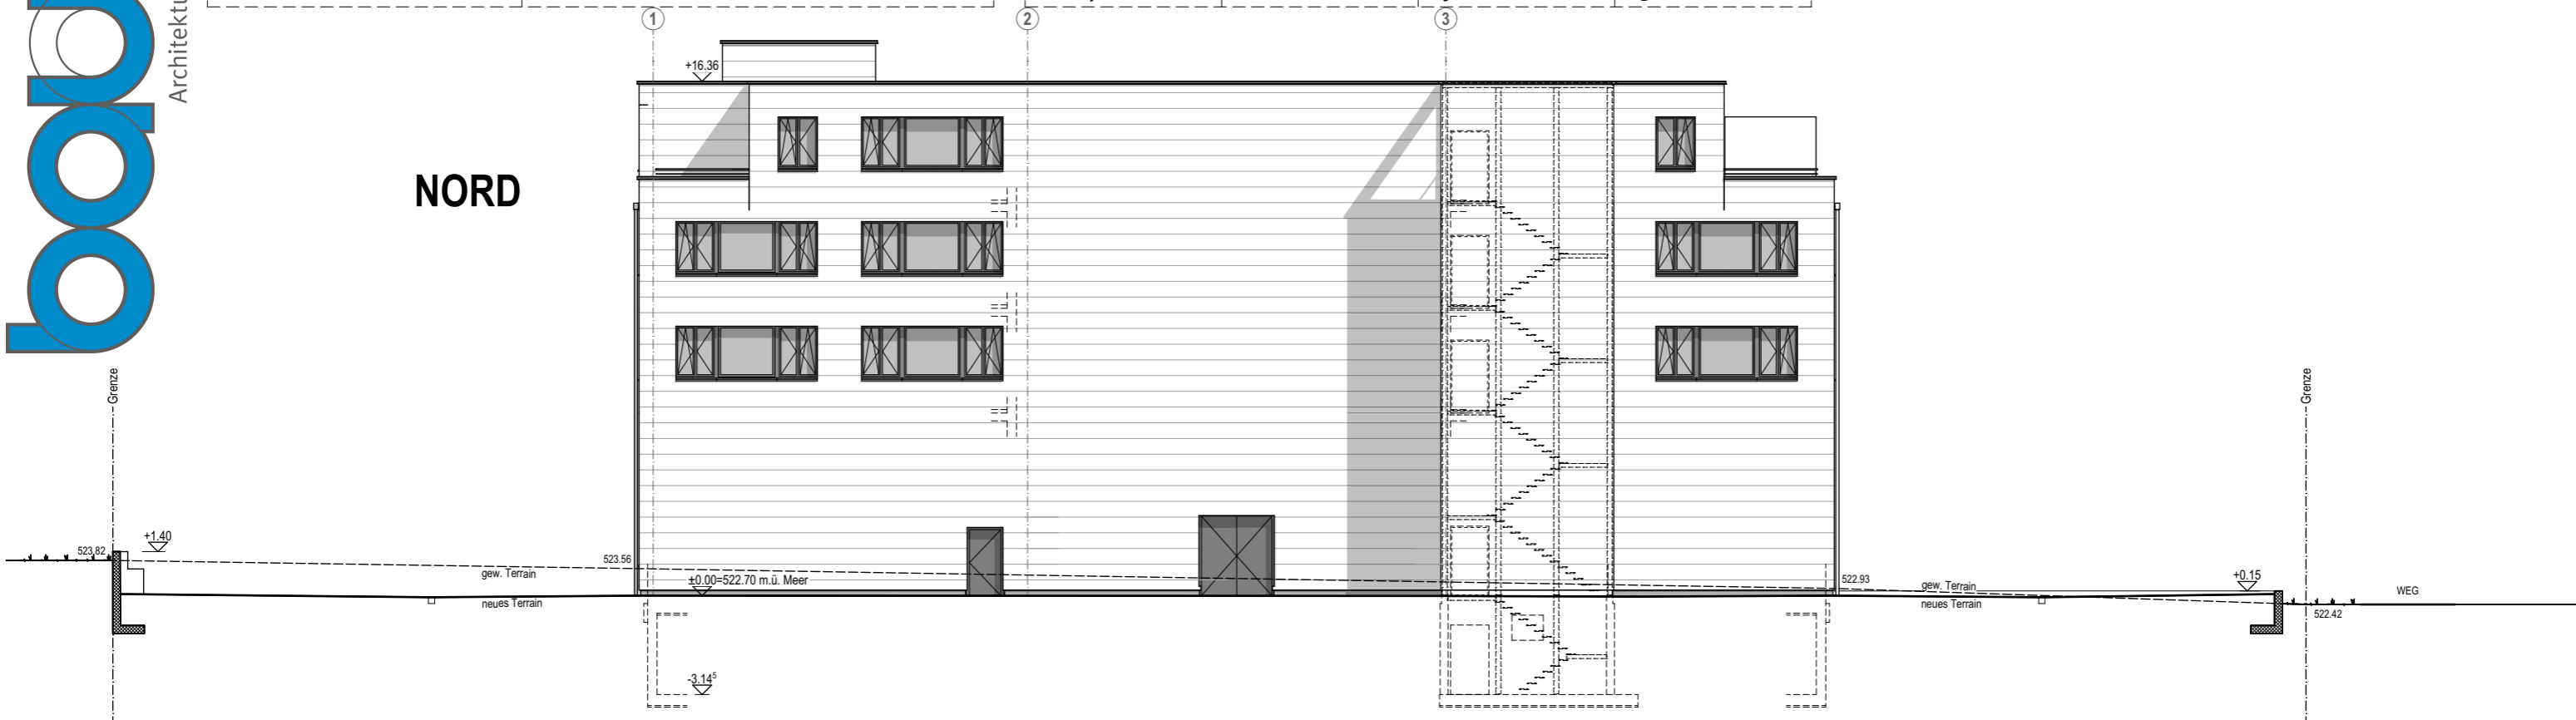 Architektu
1
2
3
+16.36
NORD
Grenze
Grenze
+1.40
523.82
523.56
gew. Terrain
neues Terrain
±0.00=522.70 m.ü. Meer
522.93
gew. Terrain
neues Terrain
+0.15
WEG
522.42
-3.14⁵